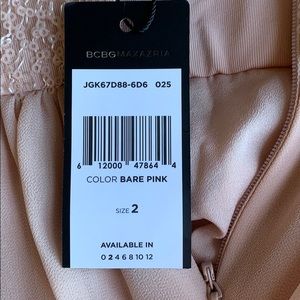 BCBGMAXAZRIA
JGK67D88-6D6 025
6 12000 47864 4
COLOR BARE PINK
SIZE 2
AVAILABLE IN
0 2 4 6 8 10 12